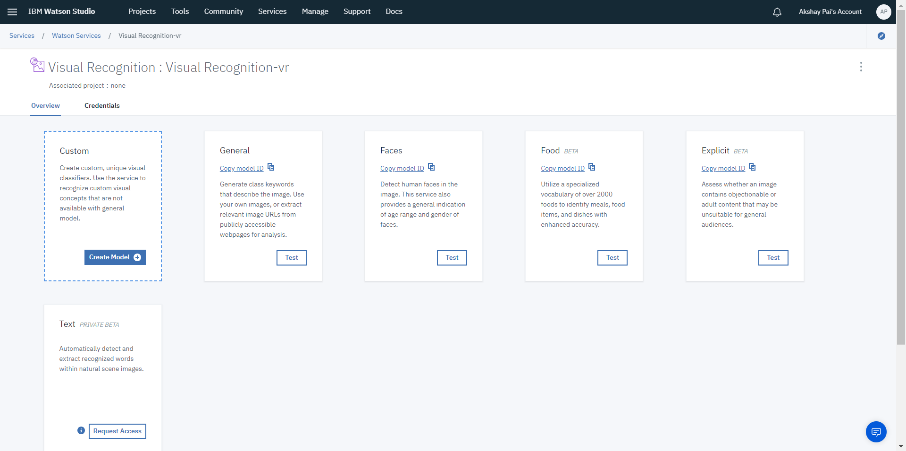 IBM Watson Studio Projects Tools Community Services Manage Support Docs Akshay Pai's Account AP
Services / Watson Services / Visual Recognition-vr
Visual Recognition : Visual Recognition-vr
Associated project : none
Overview Credentials
Custom
Create custom, unique visual
classifiers. Use the service to
recognize custom visual
concepts that are not
available with general
model.
Create Model
General
Copy model ID
Generate class keywords
that describe the image. Use
your own images, or extract
relevant image URLs from
publicly accessible
webpages for analysis.
Test
Faces
Copy model ID
Detect human faces in the
image. This service also
provides a general indication
of age range and gender of
faces.
Test
Food BETA
Copy model ID
Utilize a specialized
vocabulary of over 2000
foods to identify meals, food
items, and dishes with
enhanced accuracy.
Test
Explicit BETA
Copy model ID
Assess whether an image
contains objectionable or
adult content that may be
unsuitable for general
audiences.
Test
Text PRIVATE BETA
Automatically detect and
extract recognized words
within natural scene images.
Request Access